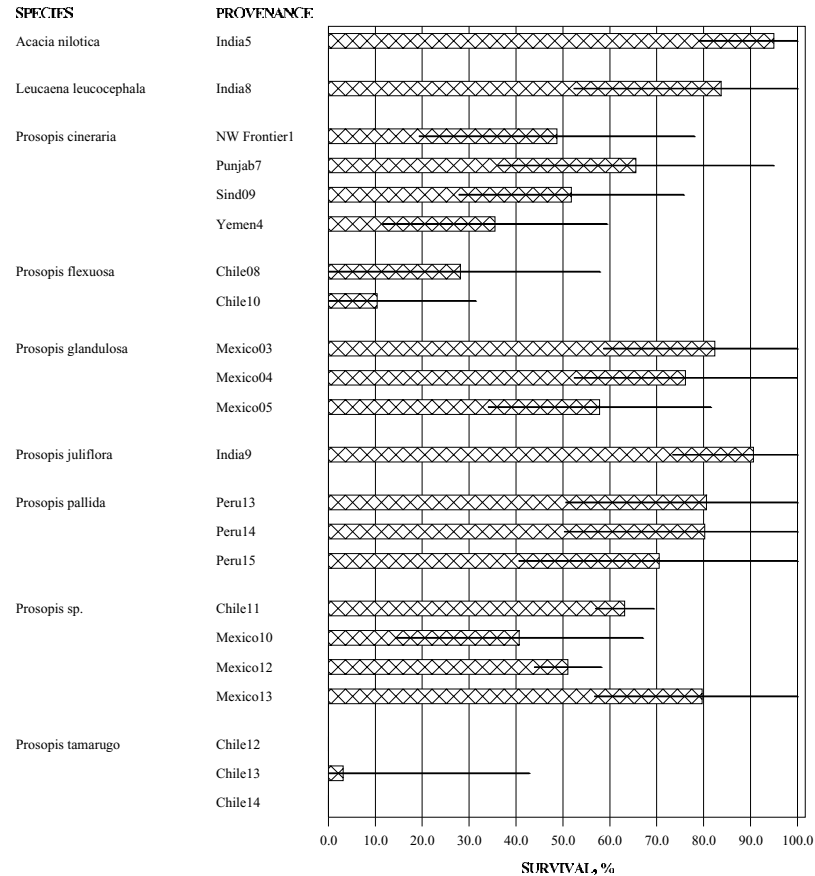 SPECIES PROVENANCE
Acacia nilotica India5
Leucaena leucocephala India8
Prosopis cineraria NW Frontier1
Punjab7
Sind09
Yemen4
Prosopis flexuosa Chile08
Chile10
Prosopis glandulosa Mexico03
Mexico04
Mexico05
Prosopis juliflora India9
Prosopis pallida Peru13
Peru14
Peru15
Prosopis sp. Chile11
Mexico10
Mexico12
Mexico13
Prosopis tamarugo Chile12
Chile13
Chile14
0.0 10.0 20.0 30.0 40.0 50.0 60.0 70.0 80.0 90.0 100.0
SURVIVAL, %